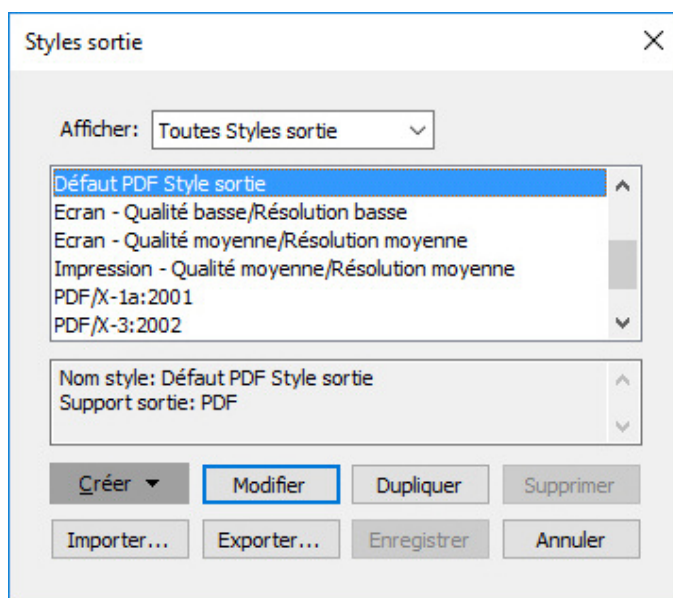 Styles sortie
Afficher: Toutes Styles sortie
Défaut PDF Style sortie
Ecran - Qualité basse/Résolution basse
Ecran - Qualité moyenne/Résolution moyenne
Impression - Qualité moyenne/Résolution moyenne
PDF/X-1a:2001
PDF/X-3:2002
Nom style: Défaut PDF Style sortie
Support sortie: PDF
Créer Modifier Dupliquer Supprimer
Importer... Exporter... Enregistrer Annuler